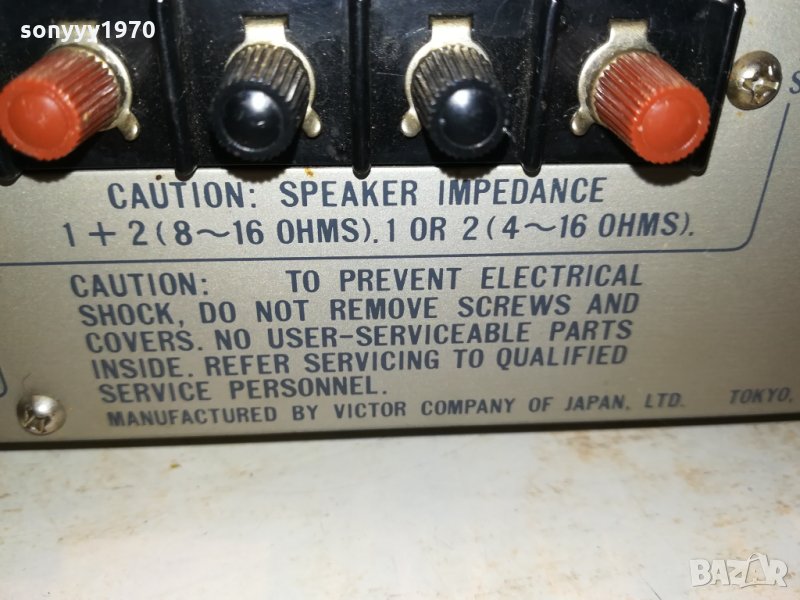 sonyyy1970
S
CAUTION: SPEAKER IMPEDANCE
1 + 2 (8~16 OHMS). 1 OR 2 (4~16 OHMS).
CAUTION: TO PREVENT ELECTRICAL
SHOCK, DO NOT REMOVE SCREWS AND
COVERS. NO USER-SERVICEABLE PARTS
INSIDE. REFER SERVICING TO QUALIFIED
SERVICE PERSONNEL.
MANUFACTURED BY VICTOR COMPANY OF JAPAN, LTD. TOKYO,
BAZAR